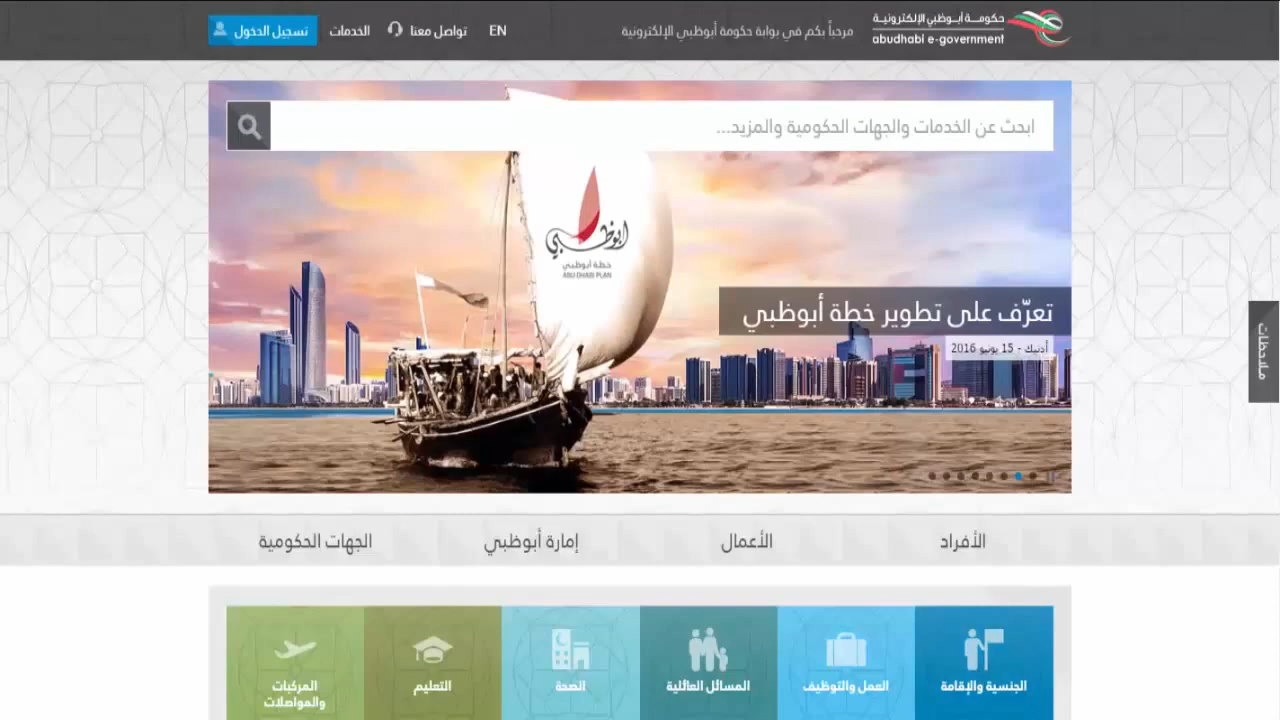 حكومـة أبـوظبي الإلكترونيـة
abudhabi e-government
مرحباً بكم في بوابة حكومة أبوظبي الإلكترونية
EN
تواصل معنا
الخدمات
تسجيل الدخول
ابحث عن الخدمات والجهات الحكومية والمزيد...
ابوظبي
خطة أبوظبي
ABU DHABI PLAN
تعرّف على تطوير خطة أبوظبي
أدنيك - 15 يونيو 2016
ملاحظات
الأفراد
الأعمال
إمارة أبوظبي
الجهات الحكومية
الجنسية والإقامة
العمل والتوظيف
المسائل العائلية
الصحة
التعليم
المركبات
والمواصلات